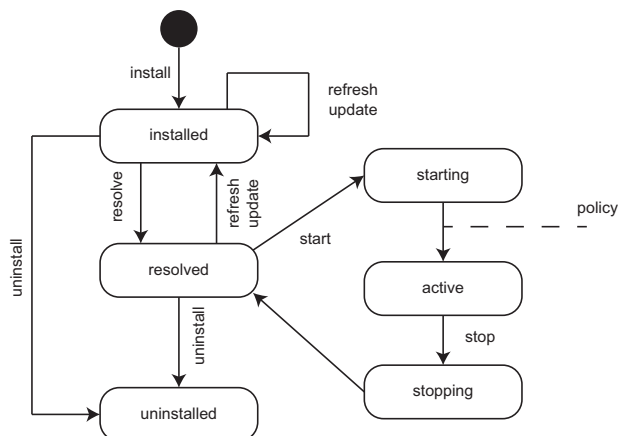 install
refresh
update
installed
starting
resolve
refresh
update
policy
start
uninstall
resolved
active
uninstall
stop
uninstalled
stopping